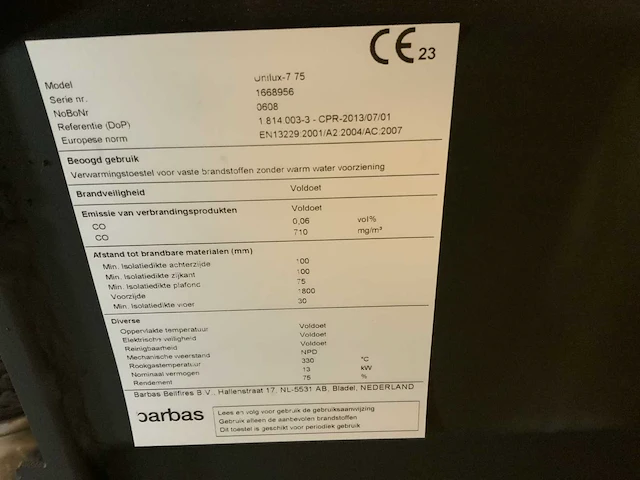 CE 23
Model Unilux-7 75
Serie nr. 1668956
NoBoNr 0608
Referentie (DoP) 1.814.003-3 - CPR-2013/07/01
Europese norm EN13229:2001/A2:2004/AC:2007
Beoogd gebruik
Verwarmingstoestel voor vaste brandstoffen zonder warm water voorziening
Brandveiligheid Voldoet
Emissie van verbrandingsprodukten Voldoet
CO 0,06 vol%
CO 710 mg/m³
Afstand tot brandbare materialen (mm)
Min. Isolatiedikte achterzijde 100
Min. Isolatiedikte zijkant 100
Min. Isolatiedikte plafond 75
Voorzijde 1800
Min. Isolatiedikte vloer 30
Diverse
Oppervlakte temperatuur Voldoet
Elektrische veiligheid Voldoet
Reinigbaarheid Voldoet
Mechanische weerstand NPD
Rookgastemperatuur 330 °C
Nominaal vermogen 13 kW
Rendement 75 %
Barbas Bellfires B.V., Hallenstraat 17, NL-5531 AB, Bladel, NEDERLAND
barbas
Lees en volg voor gebruik de gebruiksaanwijzing
Gebruik alleen de aanbevolen brandstoffen
Dit toestel is geschikt voor periodiek gebruik